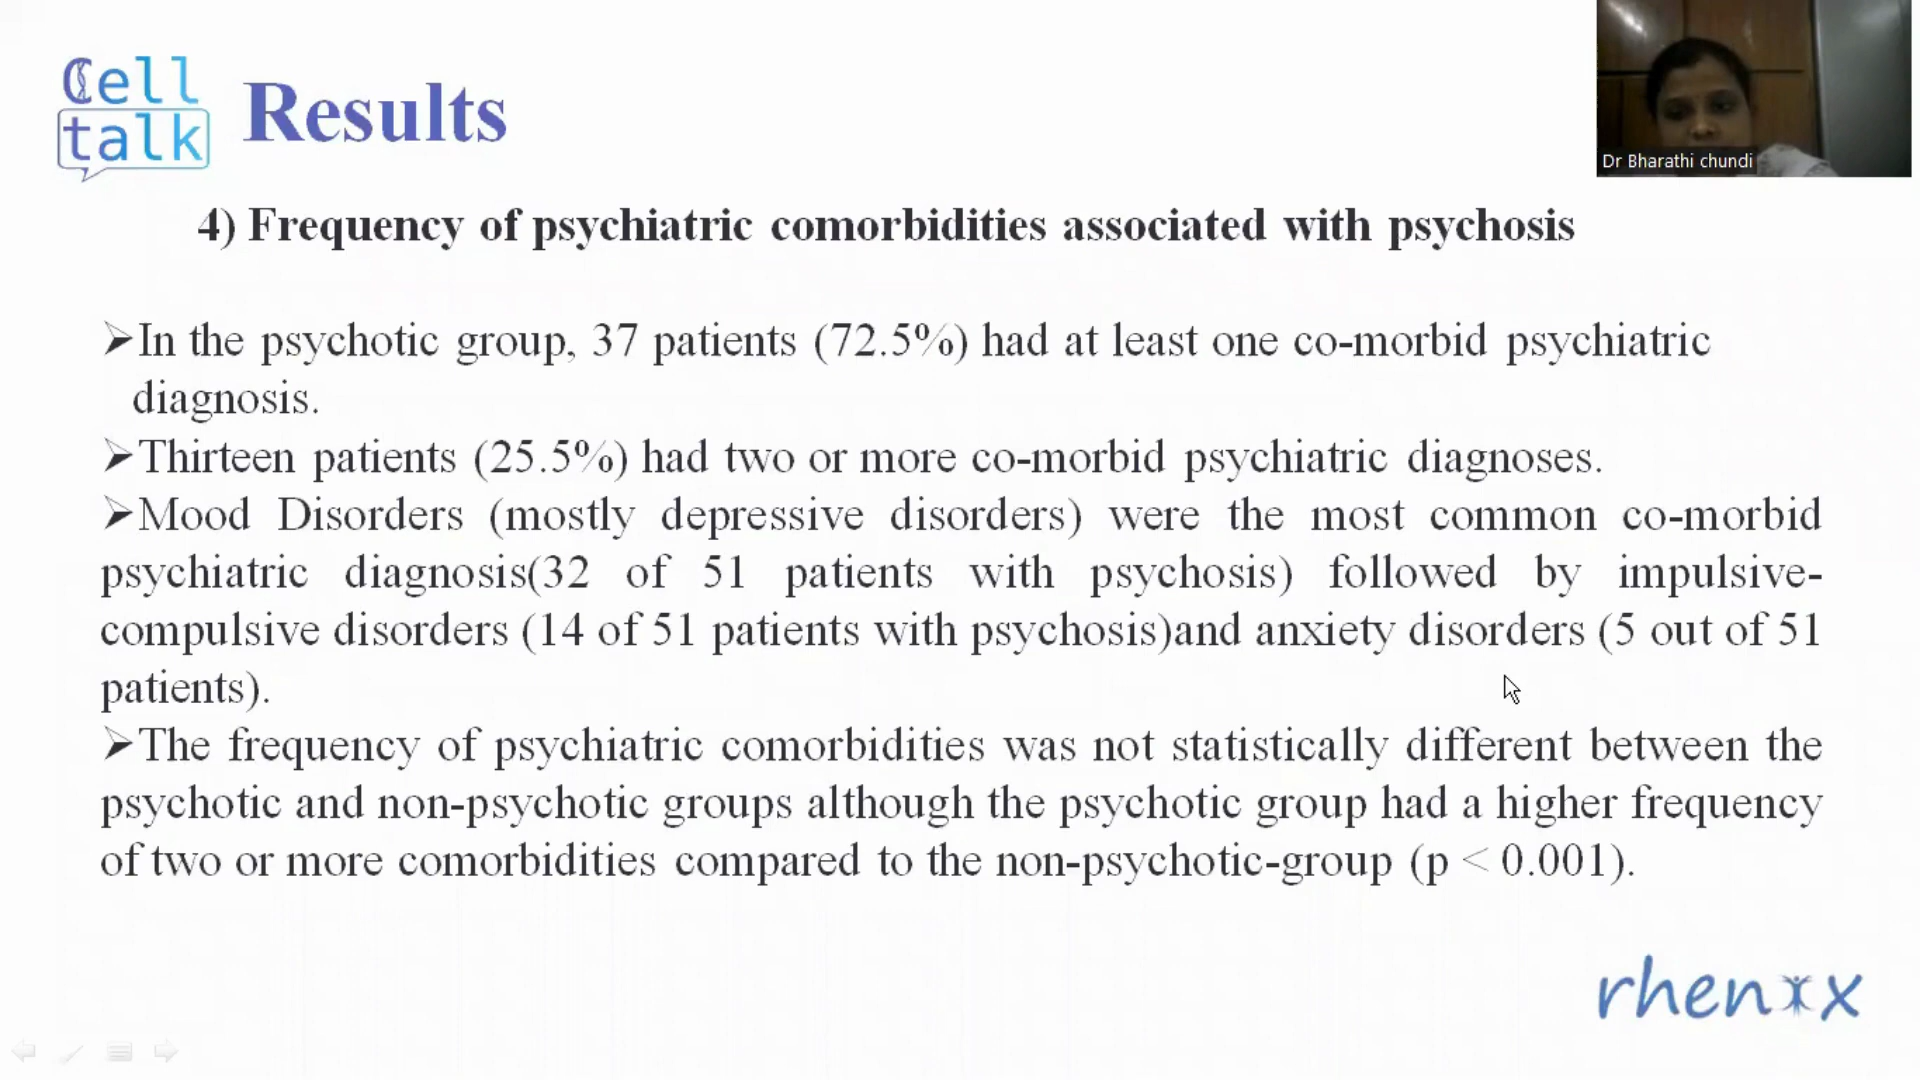 Cell
talk
Results
Dr Bharathi chundi
4) Frequency of psychiatric comorbidities associated with psychosis
➢In the psychotic group, 37 patients (72.5%) had at least one co-morbid psychiatric
diagnosis.
➢Thirteen patients (25.5%) had two or more co-morbid psychiatric diagnoses.
➢Mood Disorders (mostly depressive disorders) were the most common co-morbid
psychiatric diagnosis(32 of 51 patients with psychosis) followed by impulsive-
compulsive disorders (14 of 51 patients with psychosis)and anxiety disorders (5 out of 51
patients).
➢The frequency of psychiatric comorbidities was not statistically different between the
psychotic and non-psychotic groups although the psychotic group had a higher frequency
of two or more comorbidities compared to the non-psychotic-group (p < 0.001).
rhenix